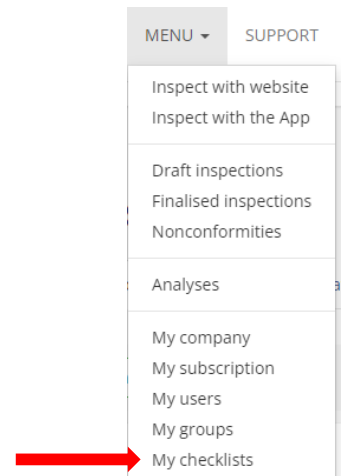 MENU SUPPORT
Inspect with website
Inspect with the App
Draft inspections
Finalised inspections
Nonconformities
Analyses
My company
My subscription
My users
My groups
My checklists